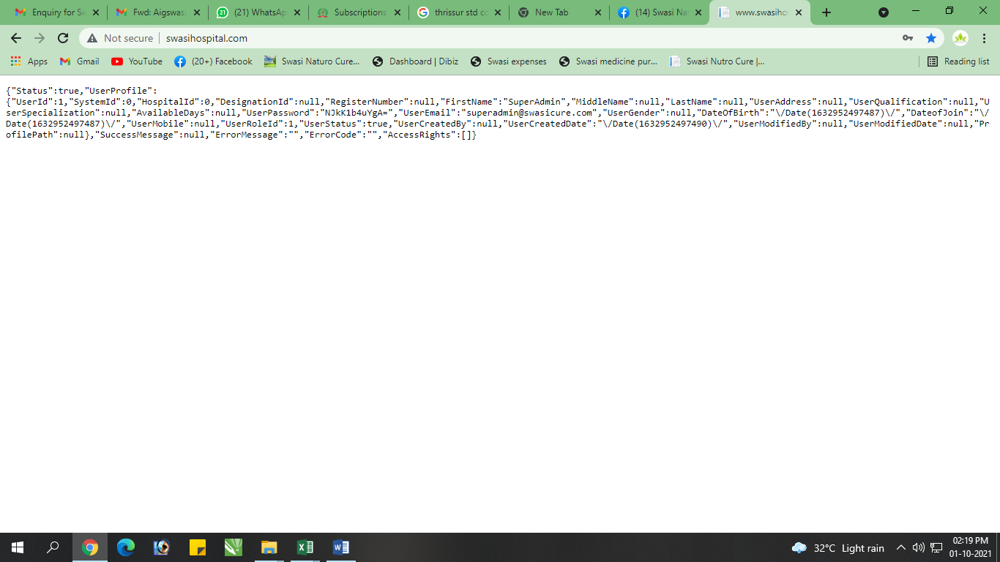 Enquiry for Sw
Fwd: Aigswasi
(21) WhatsAp
Subscriptions
thrissur std co
New Tab
(14) Swasi Na
www.swasiho
Not secure
swasihospital.com
Apps
Gmail
YouTube
(20+) Facebook
Swasi Naturo Cure...
Dashboard | Dibiz
Swasi expenses
Swasi medicine pur...
Swasi Nutro Cure |...
Reading list
{"Status":true,"UserProfile":
{"UserId":1,"SystemId":0,"HospitalId":0,"DesignationId":null,"RegisterNumber":null,"FirstName":"SuperAdmin","MiddleName":null,"LastName":null,"UserAddress":null,"UserQualification":null,"U
serSpecialization":null,"AvailableDays":null,"UserPassword":"NJkK1b4uYgA=","UserEmail":"superadmin@swasicure.com","UserGender":null,"DateOfBirth":"\/Date(1632952497487)\/","DateofJoin":"\/
Date(1632952497487)\/","UserMobile":null,"UserRoleId":1,"UserStatus":true,"UserCreatedBy":null,"UserCreatedDate":"\/Date(1632952497490)\/","UserModifiedBy":null,"UserModifiedDate":null,"Pr
ofilePath":null},"SuccessMessage":null,"ErrorMessage":"","ErrorCode":"","AccessRights":[]}
32°C Light rain
02:19 PM
01-10-2021